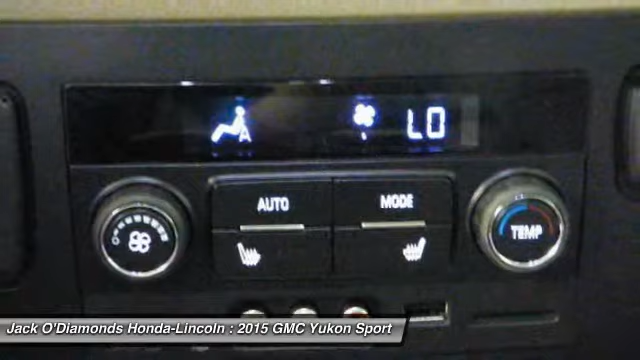 A LO
AUTO MODE
TEMP
Jack O'Diamonds Honda-Lincoln : 2015 GMC Yukon Sport